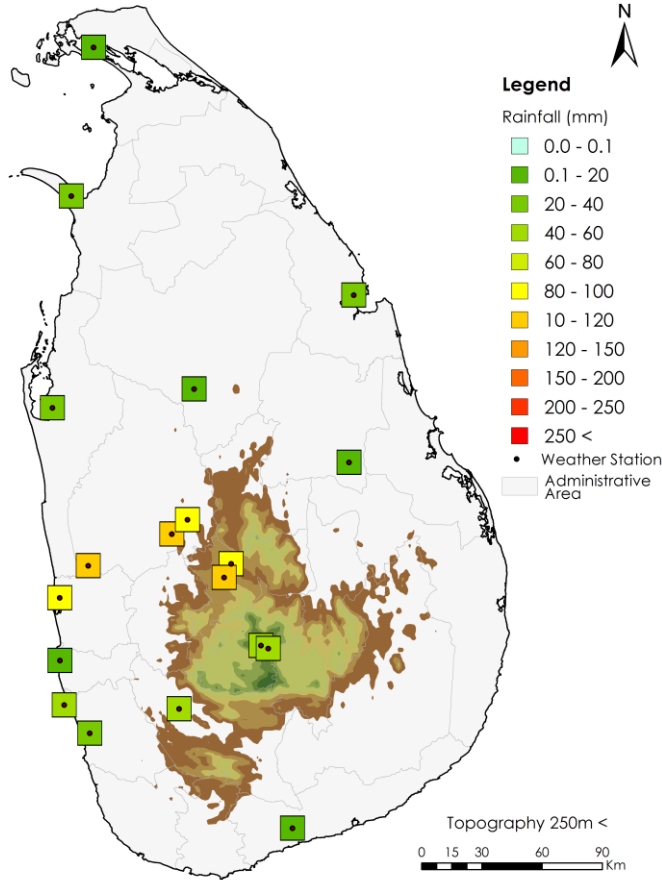 N
Legend
Rainfall (mm)
0.0 - 0.1
0.1 - 20
20 - 40
40 - 60
60 - 80
80 - 100
10 - 120
120 - 150
150 - 200
200 - 250
250 <
Weather Station
Administrative
Area
Topography 250m <
0 15 30 60 90
Km